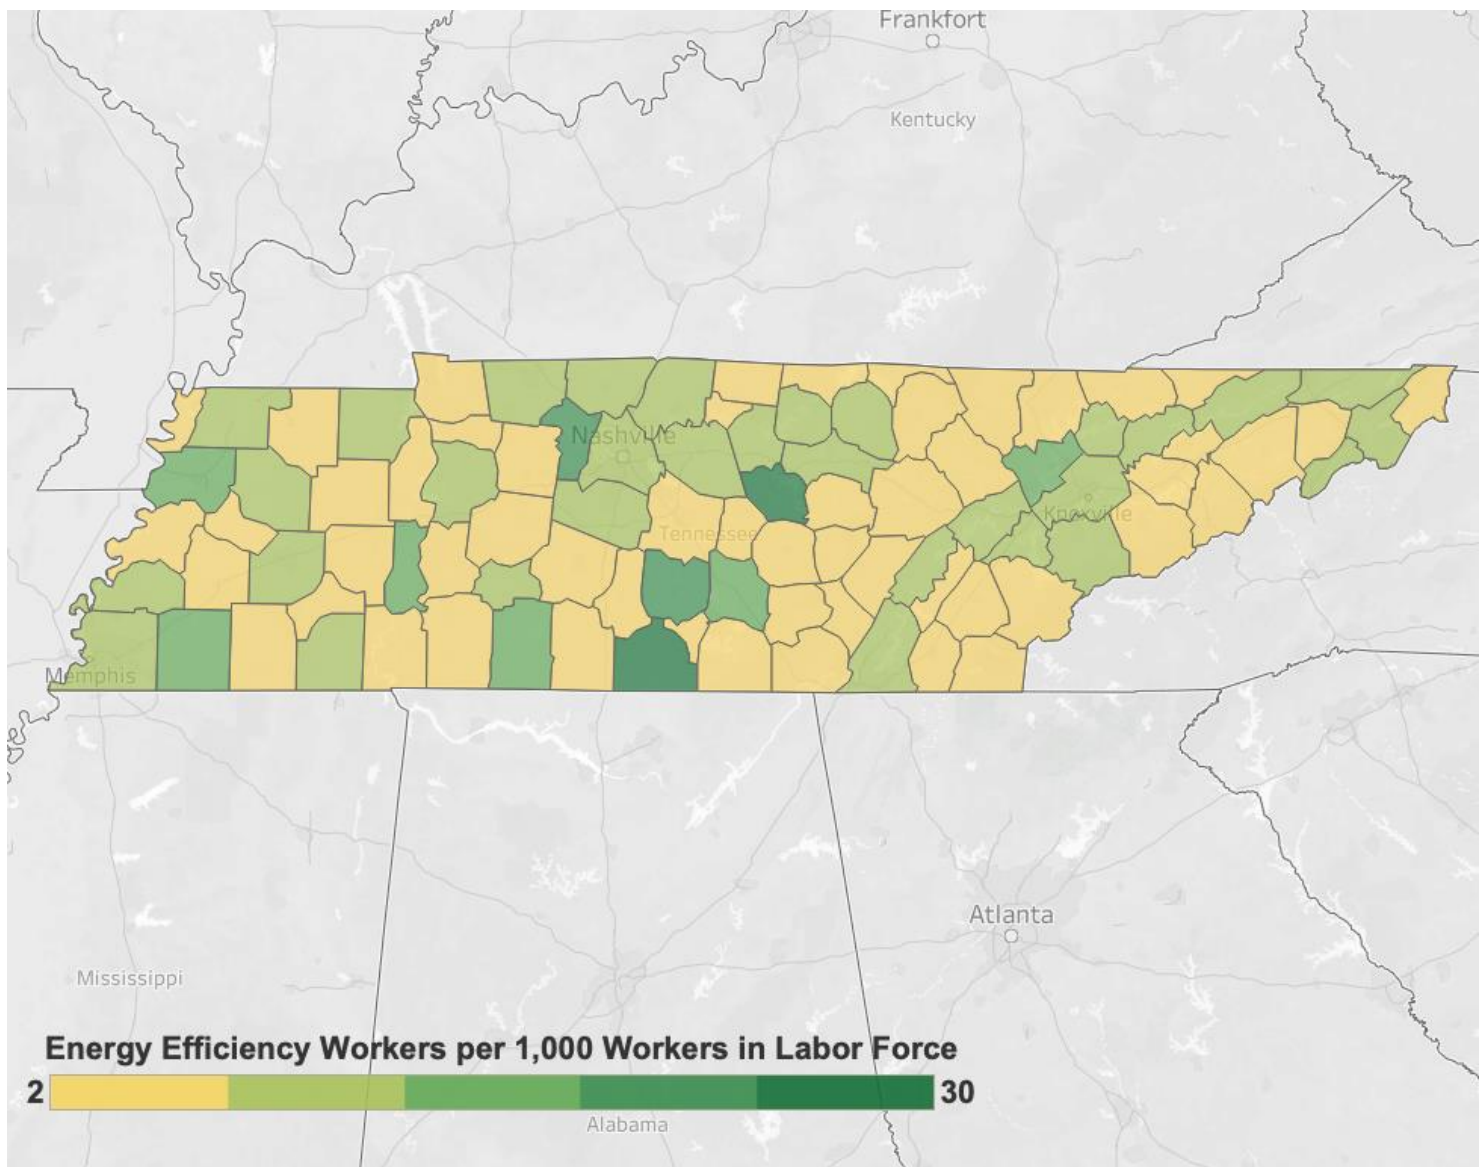 Frankfort
Kentucky
Nashville
Tennessee
Knoxville
Memphis
Atlanta
Mississippi
Energy Efficiency Workers per 1,000 Workers in Labor Force
2 30
Alabama